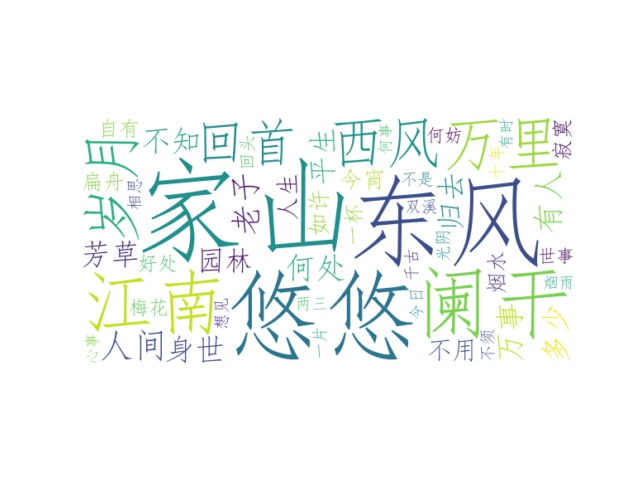 家山
东风
悠悠
江南
阑干
岁月
西风
万里
回首
不知
自有
扁舟
相思
芳草
好处
园林
老子
人生
如许
平生
今宵
一杯
回头
何事
何妨
十年
有时
寂寞
有人
归去
不是
双溪
光阴
千古
世事
烟水
烟雨
何处
两三
一片
想见
梅花
人间
身世
心事
今日
不用
不须
万事
多少